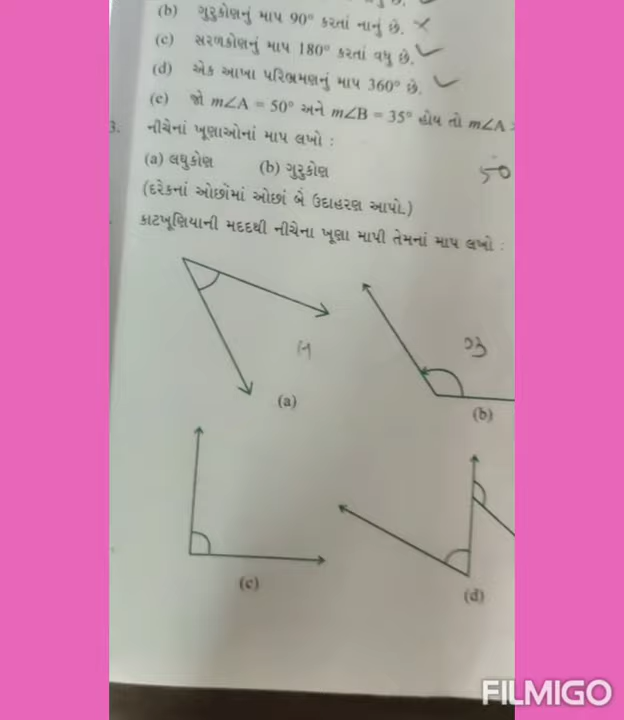 (b) ગુરુકોણનું માપ 90° કરતાં નાનું છે.
(c) સરળકોણનું માપ 180° કરતાં વધુ છે.
(d) એક આખા પરિભ્રમણનું માપ 360° છે.
(e) જો m∠A = 50° અને m∠B = 35° હોય તો m∠A
3. નીચેનાં ખૂણાઓનાં માપ લખો :
(a) લઘુકોણ (b) ગુરુકોણ
50
(દરેકનાં ઓછાંમાં ઓછાં બે ઉદાહરણ આપો.)
કાટખૂણિયાની મદદથી નીચેના ખૂણા માપી તેમનાં માપ લખો :
(a)
(b)
(c)
(d)
FILMIGO